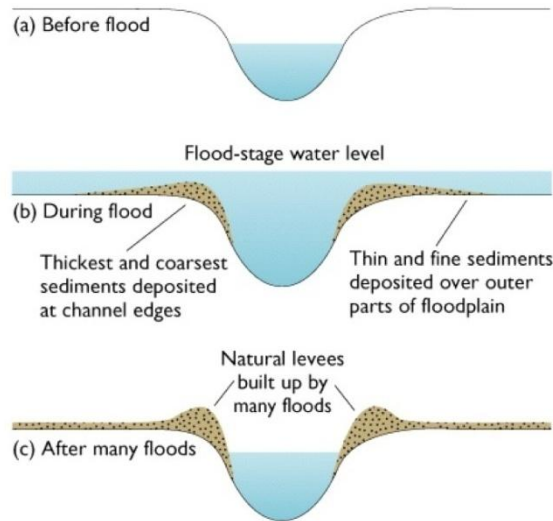 (a) Before flood
Flood-stage water level
(b) During flood
Thickest and coarsest
sediments deposited
at channel edges
Thin and fine sediments
deposited over outer
parts of floodplain
Natural levees
built up by
many floods
(c) After many floods